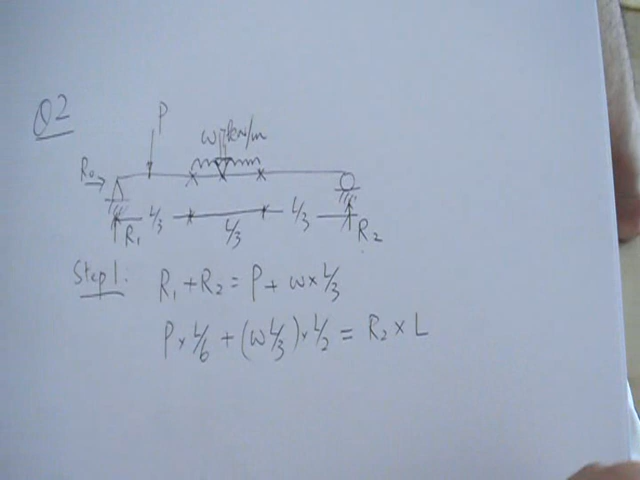 Q2
P
w kN/m
R₀
R₁ L/3 L/3 L/3 R₂
Step 1: R₁ + R₂ = P + w × L/3
P × L/6 + (w L/3) × L/2 = R₂ × L